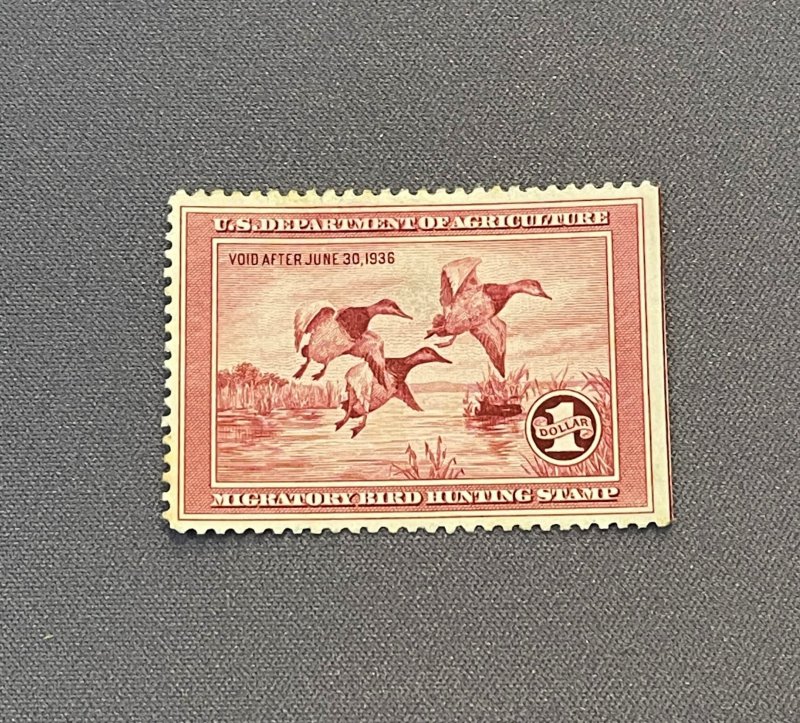 U.S. DEPARTMENT OF AGRICULTURE
VOID AFTER JUNE 30, 1936
1
DOLLAR
MIGRATORY BIRD HUNTING STAMP